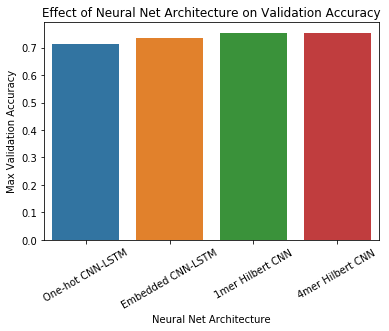 Effect of Neural Net Architecture on Validation Accuracy
Max Validation Accuracy
0.7
0.6
0.5
0.4
0.3
0.2
0.1
0.0
One-hot CNN-LSTM
Embedded CNN-LSTM
1mer Hilbert CNN
4mer Hilbert CNN
Neural Net Architecture